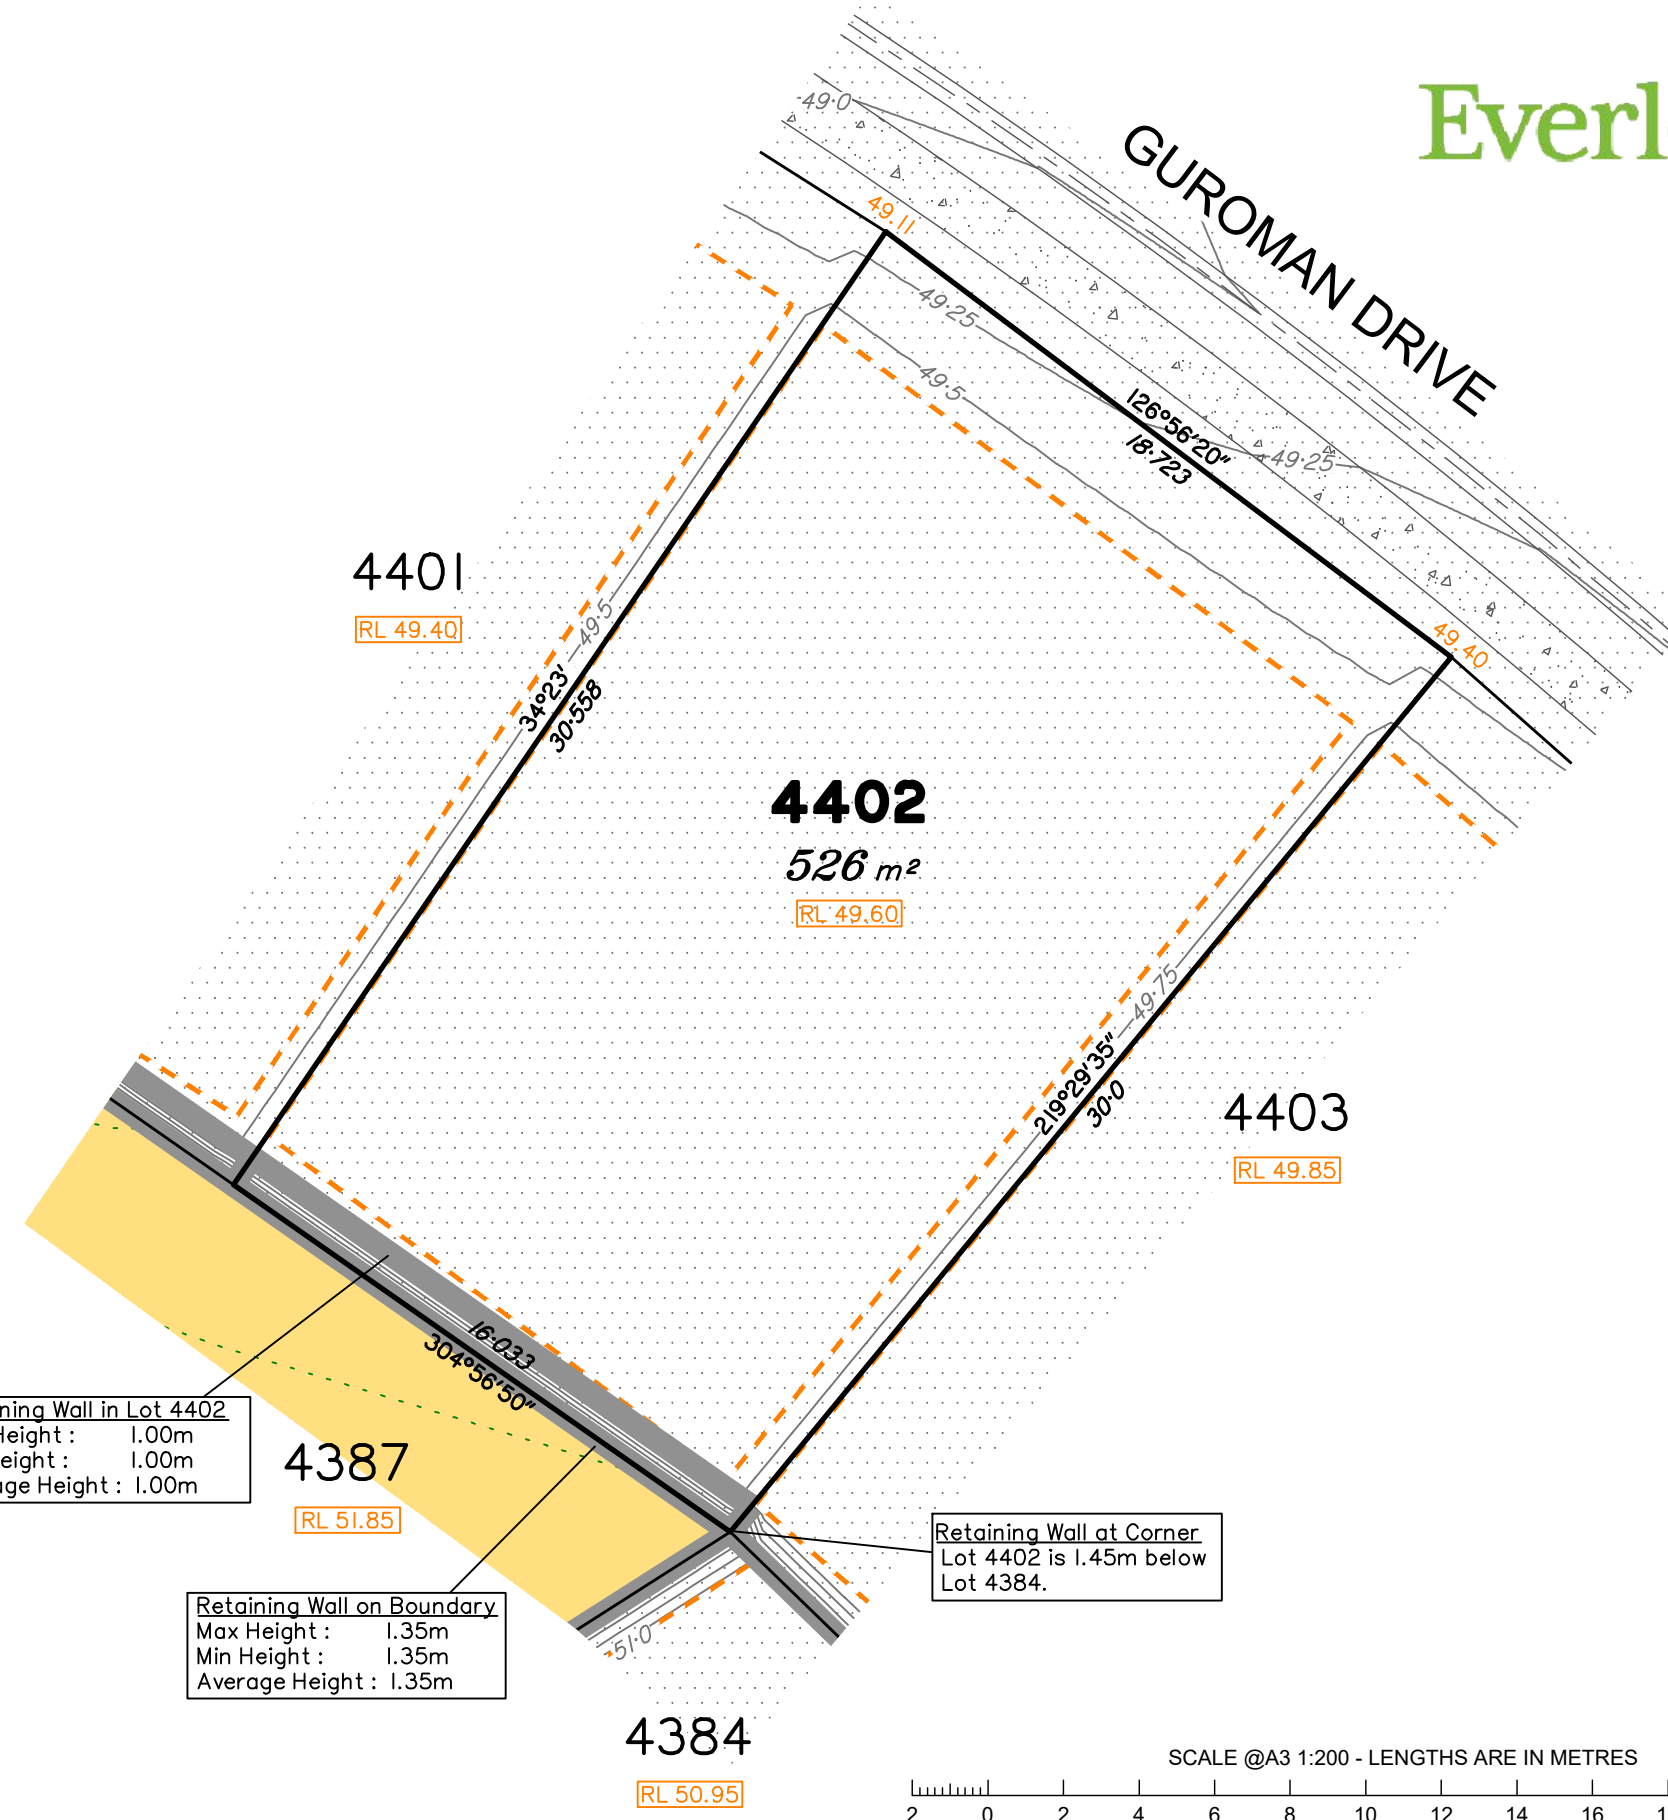 Everl
GUROMAN DRIVE
49·0
49.11
49·25
49·5
126°56'20"
18·723
49·25
49.40
4401
RL 49.40
49·5
34°23'
30·558
4402
526 m²
RL 49.60
49·75
219°29'35"
30·0
4403
RL 49.85
16·033
304°56'50"
ning Wall in Lot 4402
Height : 1.00m
eight : 1.00m
age Height : 1.00m
4387
RL 51.85
Retaining Wall at Corner
Lot 4402 is 1.45m below
Lot 4384.
Retaining Wall on Boundary
Max Height : 1.35m
Min Height : 1.35m
Average Height : 1.35m
51·0
4384
RL 50.95
SCALE @A3 1:200 - LENGTHS ARE IN METRES
2 0 2 4 6 8 10 12 14 16 1